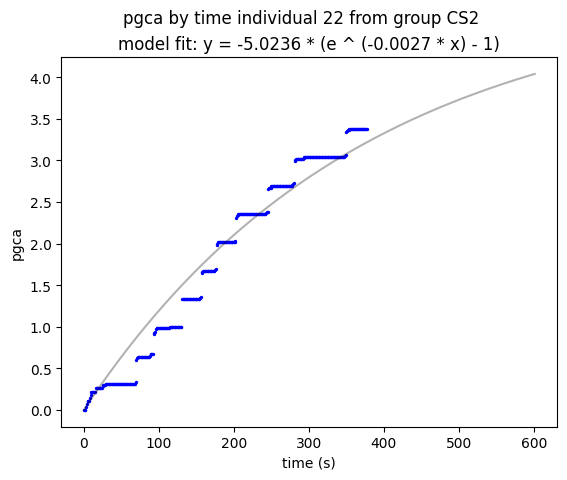 pgca by time individual 22 from group CS2
model fit: y = -5.0236 * (e ^ (-0.0027 * x) - 1)
4.0
3.5
3.0
2.5
2.0
1.5
1.0
0.5
0.0
pgca
0 100 200 300 400 500 600
time (s)